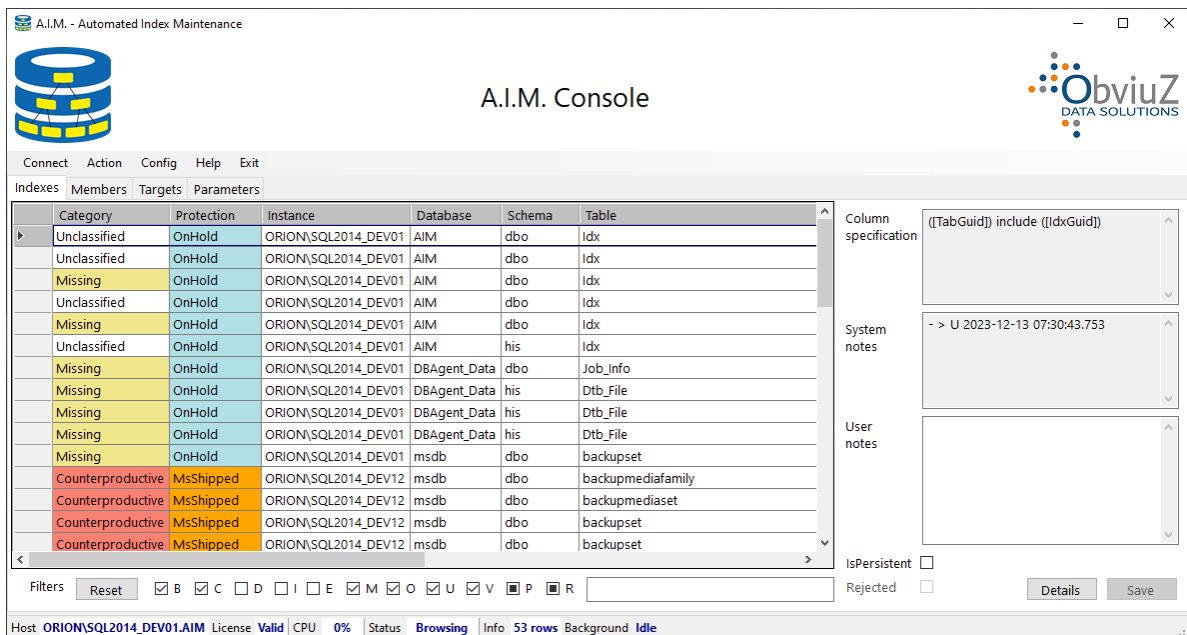 A.I.M. - Automated Index Maintenance
A.I.M. Console
ObviuZ
DATA SOLUTIONS
Connect Action Config Help Exit
Indexes Members Targets Parameters
Category Protection Instance Database Schema Table
Unclassified OnHold ORION\SQL2014_DEV01 AIM dbo Idx
Unclassified OnHold ORION\SQL2014_DEV01 AIM dbo Idx
Missing OnHold ORION\SQL2014_DEV01 AIM dbo Idx
Unclassified OnHold ORION\SQL2014_DEV01 AIM dbo Idx
Missing OnHold ORION\SQL2014_DEV01 AIM dbo Idx
Unclassified OnHold ORION\SQL2014_DEV01 AIM his Idx
Missing OnHold ORION\SQL2014_DEV01 DBAgent_Data dbo Job_Info
Missing OnHold ORION\SQL2014_DEV01 DBAgent_Data his Dtb_File
Missing OnHold ORION\SQL2014_DEV01 DBAgent_Data his Dtb_File
Missing OnHold ORION\SQL2014_DEV01 DBAgent_Data his Dtb_File
Missing OnHold ORION\SQL2014_DEV01 msdb dbo backupset
Counterproductive MsShipped ORION\SQL2014_DEV12 msdb dbo backupmediafamily
Counterproductive MsShipped ORION\SQL2014_DEV12 msdb dbo backupmediaset
Counterproductive MsShipped ORION\SQL2014_DEV12 msdb dbo backupset
Counterproductive MsShipped ORION\SQL2014_DEV12 msdb dbo backupset
Column
specification
([TabGuid]) include ([IdxGuid])
System
notes
- > U 2023-12-13 07:30:43.753
User
notes
IsPersistent
Rejected
Details Save
Filters Reset B C D I E M O U V P R
Host ORION\SQL2014_DEV01.AIM License Valid CPU 0% Status Browsing Info 53 rows Background Idle